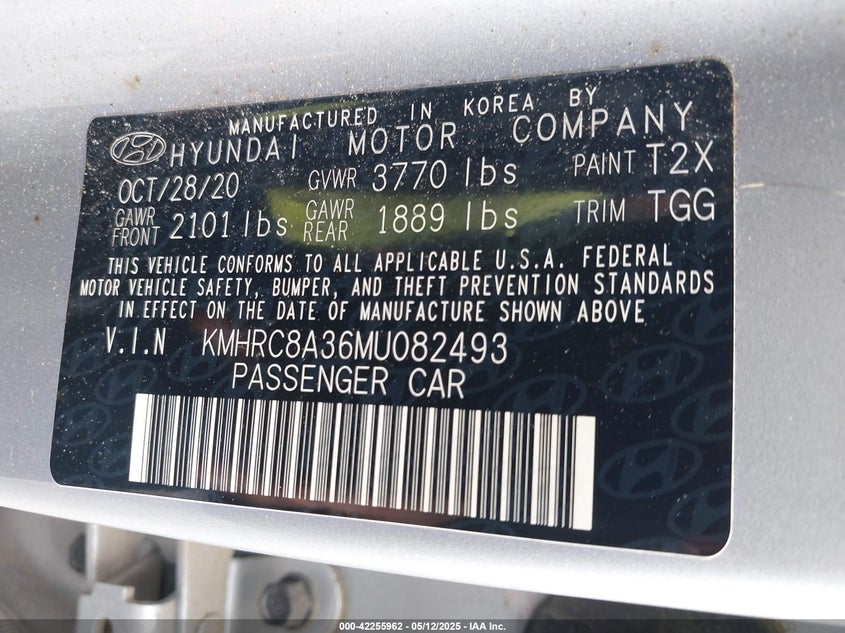 MANUFACTURED IN KOREA BY
HYUNDAI MOTOR COMPANY
OCT/28/20 GVWR 3770 lbs PAINT T2X
GAWR FRONT 2101 lbs GAWR REAR 1889 lbs TRIM TGG
THIS VEHICLE CONFORMS TO ALL APPLICABLE U.S.A. FEDERAL
MOTOR VEHICLE SAFETY, BUMPER, AND THEFT PREVENTION STANDARDS
IN EFFECT ON THE DATE OF MANUFACTURE SHOWN ABOVE
V.I.N KMHRC8A36MU082493
PASSENGER CAR
000-42255962 - 05/12/2025 - IAA Inc.